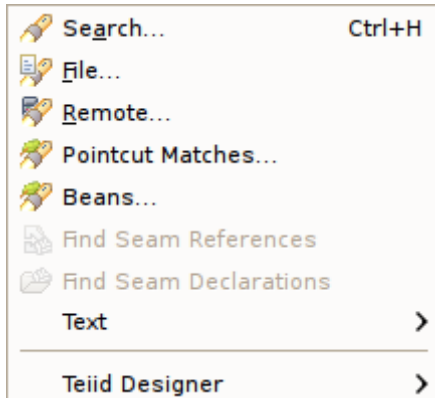 Search... Ctrl+H
File...
Remote...
Pointcut Matches...
Beans...
Find Seam References
Find Seam Declarations
Text
Teiid Designer